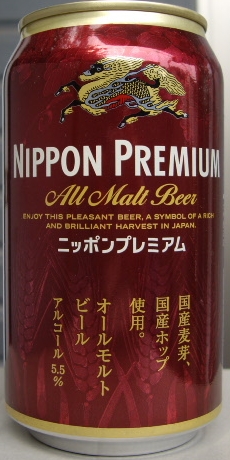 NIPPON PREMIUM
All Malt Beer
ENJOY THIS PLEASANT BEER, A SYMBOL OF A RICH
AND BRILLIANT HARVEST IN JAPAN.
ニッポンプレミアム
国産麦芽、
国産ホップ
使用。
オールモルト
ビール
アルコール5.5%